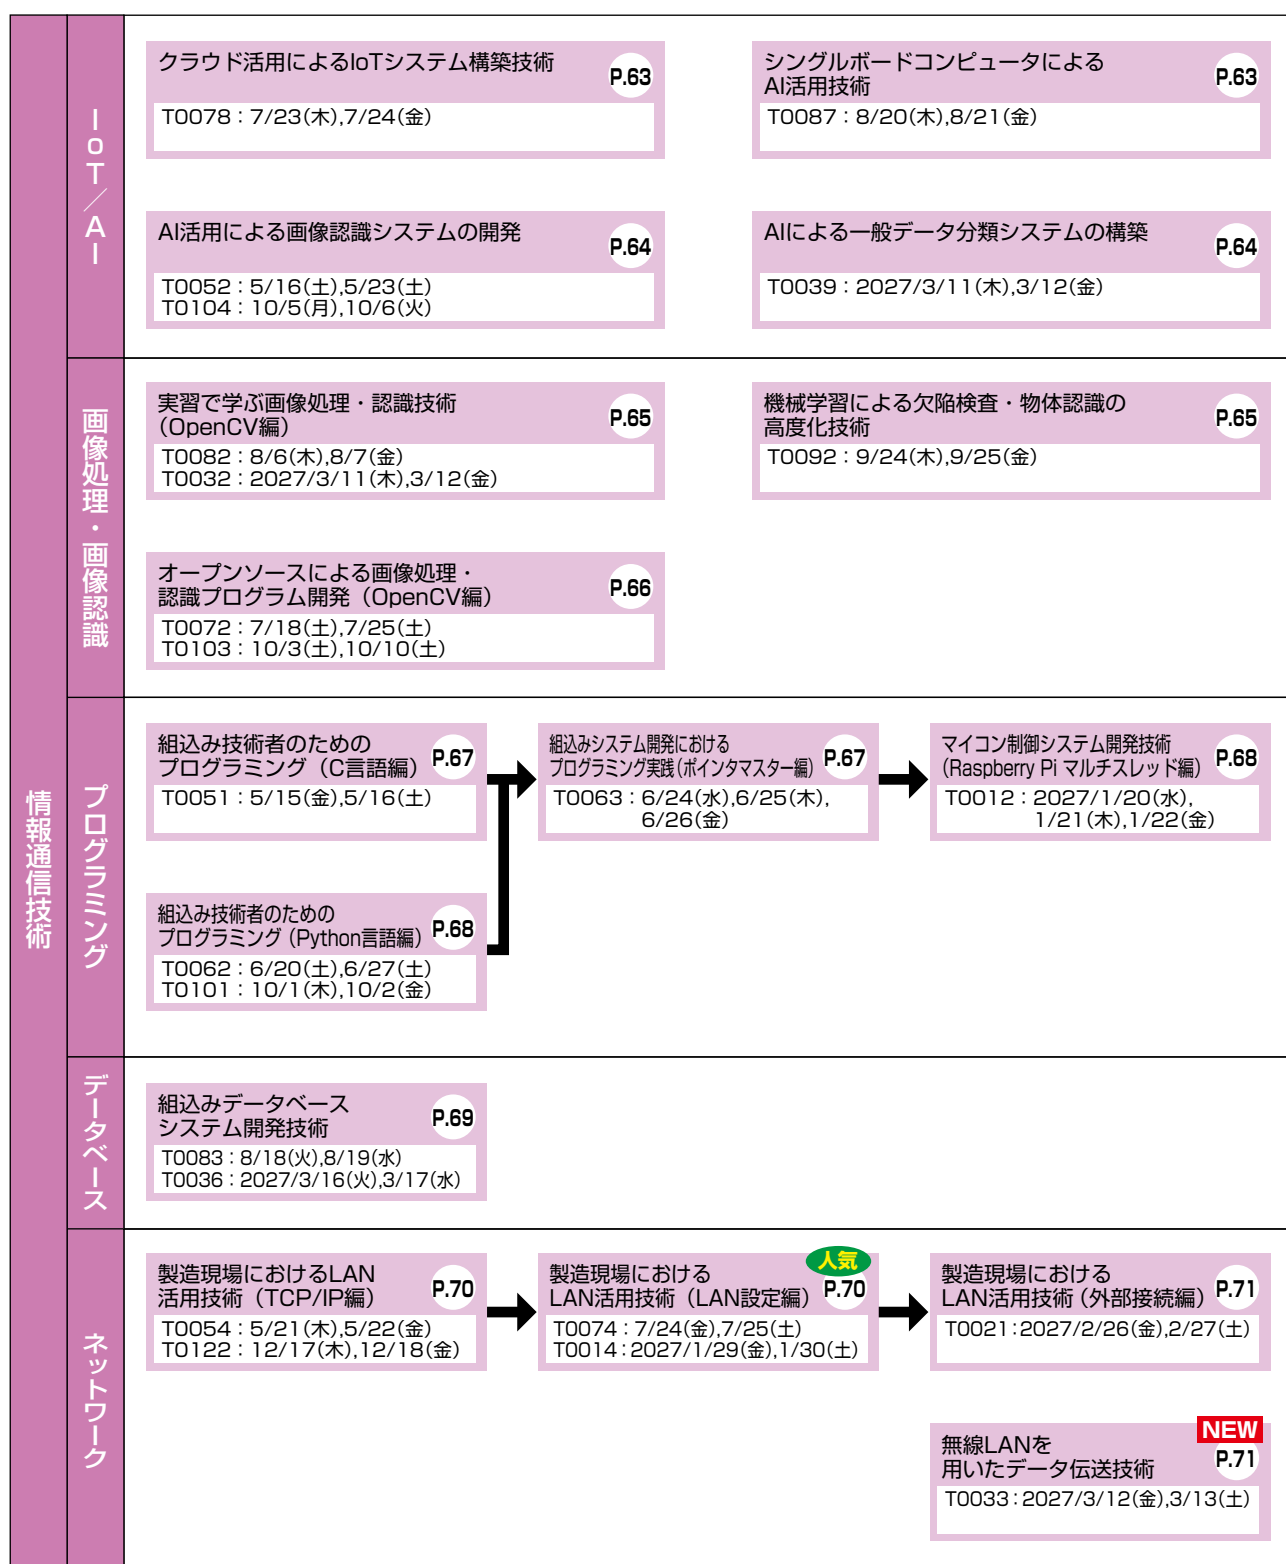 情報通信技術
IoT／AI
クラウド活用によるIoTシステム構築技術
P.63
T0078：7/23(木),7/24(金)
シングルボードコンピュータによる
AI活用技術
P.63
T0087：8/20(木),8/21(金)
AI活用による画像認識システムの開発
P.64
T0052：5/16(土),5/23(土)
T0104：10/5(月),10/6(火)
AIによる一般データ分類システムの構築
P.64
T0039：2027/3/11(木),3/12(金)
画像処理・画像認識
実習で学ぶ画像処理・認識技術
（OpenCV編）
P.65
T0082：8/6(木),8/7(金)
T0032：2027/3/11(木),3/12(金)
機械学習による欠陥検査・物体認識の
高度化技術
P.65
T0092：9/24(木),9/25(金)
オープンソースによる画像処理・
認識プログラム開発（OpenCV編）
P.66
T0072：7/18(土),7/25(土)
T0103：10/3(土),10/10(土)
プログラミング
組込み技術者のための
プログラミング（C言語編）
P.67
T0051：5/15(金),5/16(土)
組込みシステム開発における
プログラミング実践（ポインタマスター編）
P.67
T0063：6/24(水),6/25(木),
6/26(金)
マイコン制御システム開発技術
（Raspberry Pi マルチスレッド編）
P.68
T0012：2027/1/20(水),
1/21(木),1/22(金)
組込み技術者のための
プログラミング（Python言語編）
P.68
T0062：6/20(土),6/27(土)
T0101：10/1(木),10/2(金)
データベース
組込みデータベース
システム開発技術
P.69
T0083：8/18(火),8/19(水)
T0036：2027/3/16(火),3/17(水)
ネットワーク
製造現場におけるLAN
活用技術（TCP/IP編）
P.70
T0054：5/21(木),5/22(金)
T0122：12/17(木),12/18(金)
人気
製造現場における
LAN活用技術（LAN設定編）
P.70
T0074：7/24(金),7/25(土)
T0014：2027/1/29(金),1/30(土)
製造現場における
LAN活用技術（外部接続編）
P.71
T0021：2027/2/26(金),2/27(土)
NEW
無線LANを
用いたデータ伝送技術
P.71
T0033：2027/3/12(金),3/13(土)